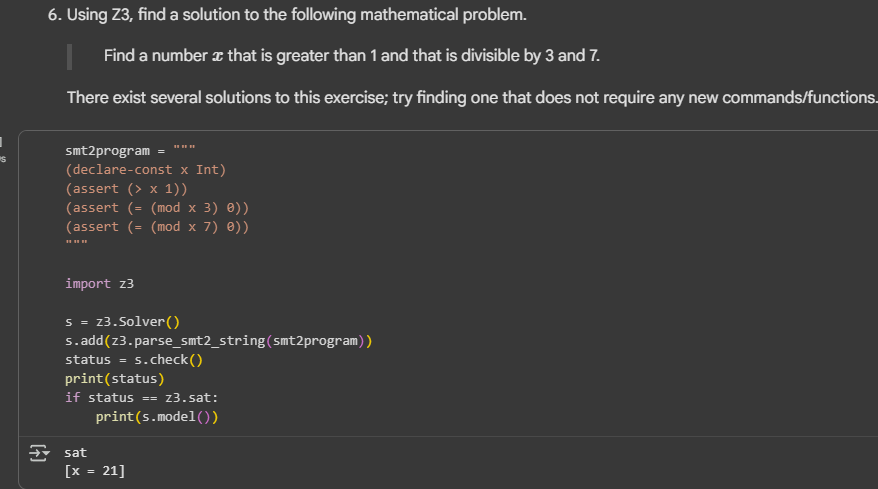 6. Using Z3, find a solution to the following mathematical problem.
Find a number x that is greater than 1 and that is divisible by 3 and 7.
There exist several solutions to this exercise; try finding one that does not require any new commands/functions.
smt2program = """
(declare-const x Int)
(assert (> x 1))
(assert (= (mod x 3) 0))
(assert (= (mod x 7) 0))
"""
import z3
s = z3.Solver()
s.add(z3.parse_smt2_string(smt2program))
status = s.check()
print(status)
if status == z3.sat:
    print(s.model())
sat
[x = 21]